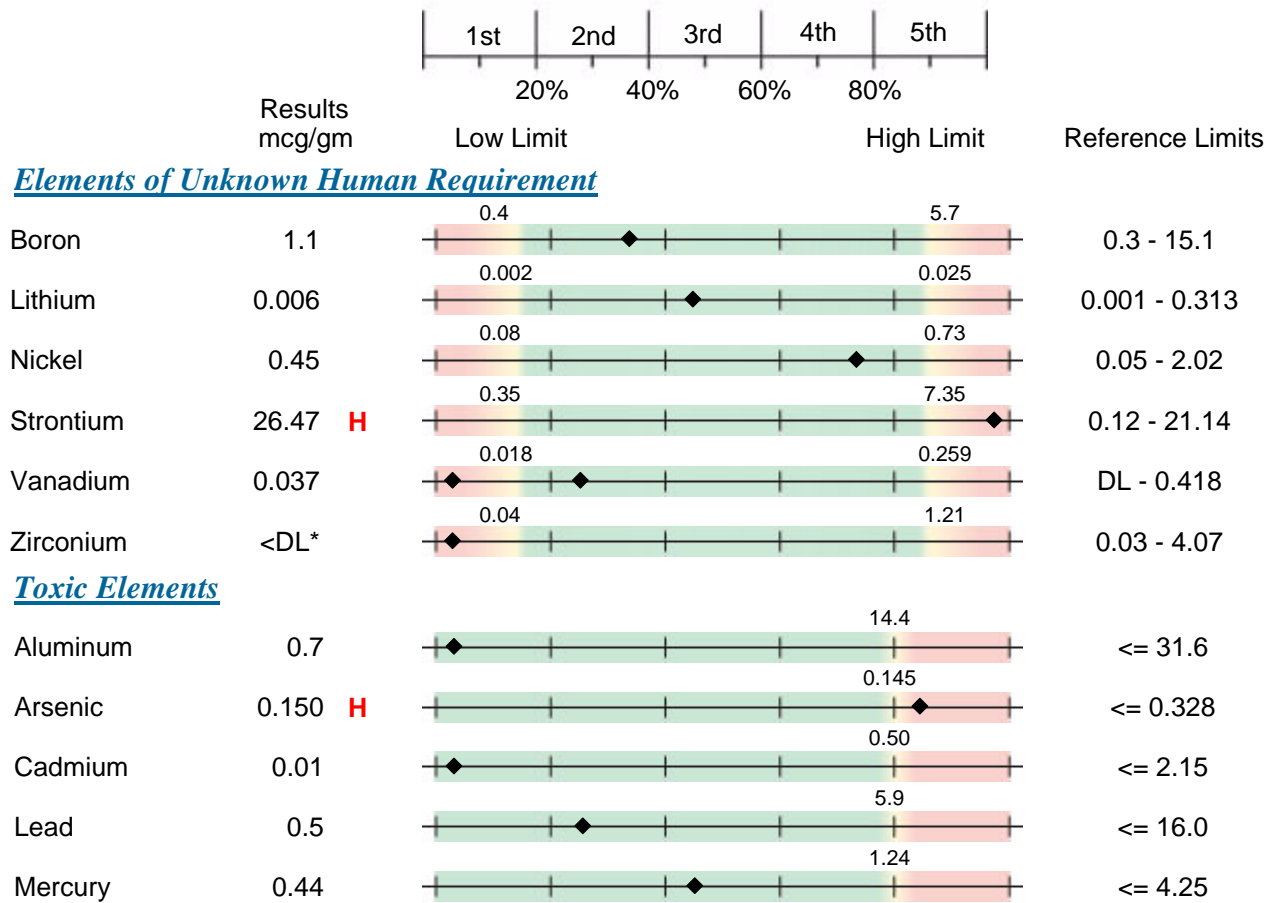 1st 2nd 3rd 4th 5th
20% 40% 60% 80%
Results
mcg/gm Low Limit High Limit Reference Limits
Elements of Unknown Human Requirement
0.4 5.7
Boron 1.1 0.3 - 15.1
0.002 0.025
Lithium 0.006 0.001 - 0.313
0.08 0.73
Nickel 0.45 0.05 - 2.02
0.35 7.35
Strontium 26.47 H 0.12 - 21.14
0.018 0.259
Vanadium 0.037 DL - 0.418
0.04 1.21
Zirconium <DL* 0.03 - 4.07
Toxic Elements
14.4
Aluminum 0.7 <= 31.6
0.145
Arsenic 0.150 H <= 0.328
0.50
Cadmium 0.01 <= 2.15
5.9
Lead 0.5 <= 16.0
1.24
Mercury 0.44 <= 4.25